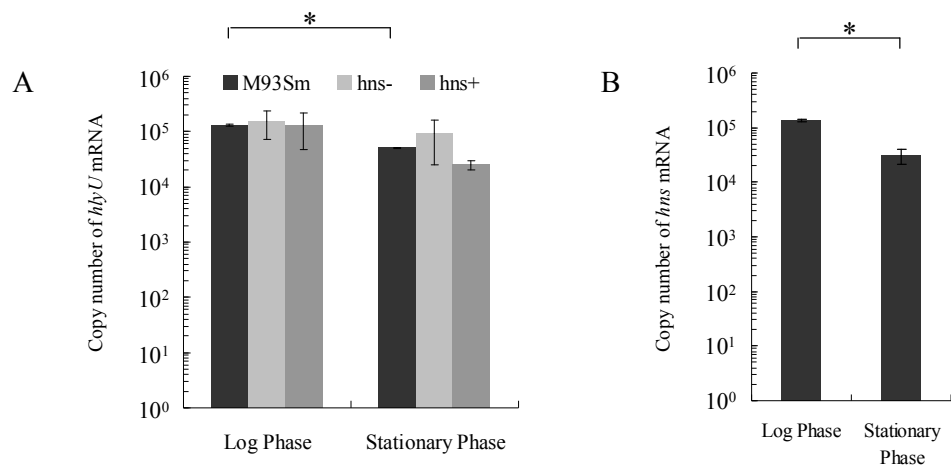 *
A
M93Sm hns- hns+
Copy number of hlyU mRNA
10⁶
10⁵
10⁴
10³
10²
10¹
10⁰
Log Phase Stationary Phase
*
B
Copy number of hns mRNA
10⁶
10⁵
10⁴
10³
10²
10¹
10⁰
Log Phase Stationary
Phase